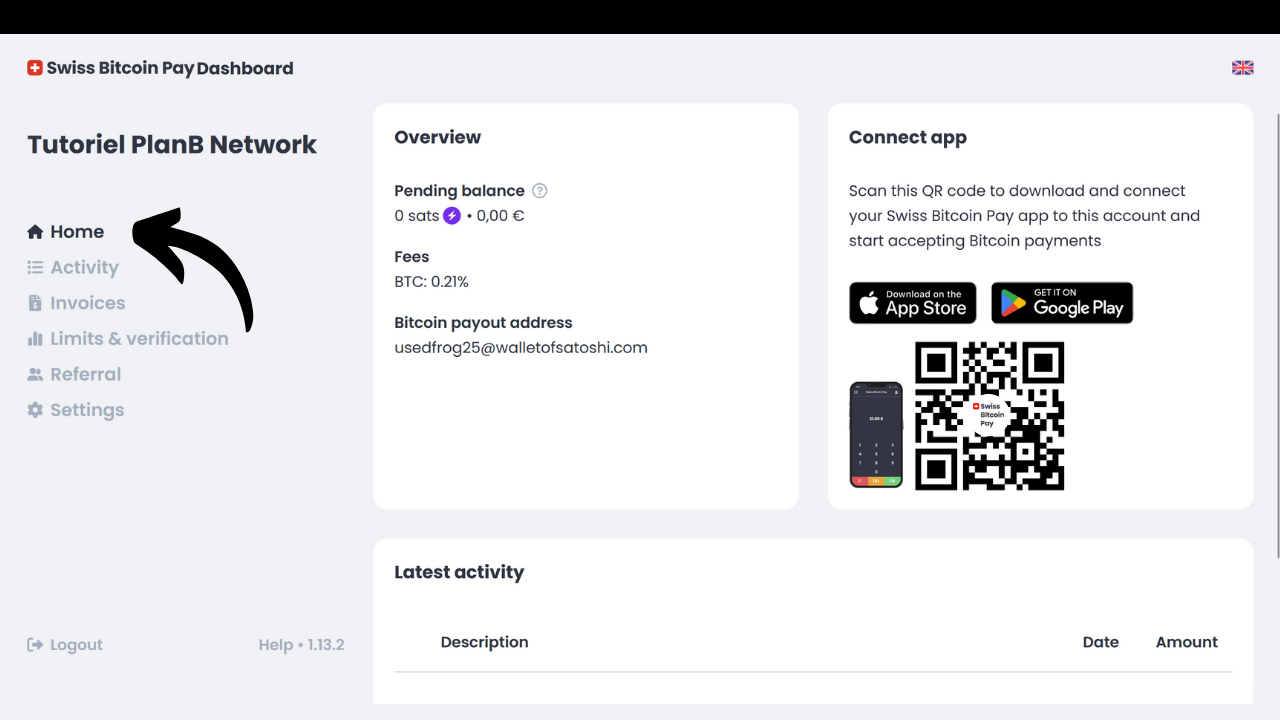 Swiss Bitcoin Pay Dashboard
Tutoriel PlanB Network
Home
Activity
Invoices
Limits & verification
Referral
Settings
Logout
Help • 1.13.2
Overview
Pending balance ?
0 sats • 0,00 €
Fees
BTC: 0.21%
Bitcoin payout address
usedfrog25@walletofsatoshi.com
Connect app
Scan this QR code to download and connect
your Swiss Bitcoin Pay app to this account and
start accepting Bitcoin payments
Download on the
App Store
GET IT ON
Google Play
Swiss
Bitcoin
Pay
Latest activity
Description Date Amount